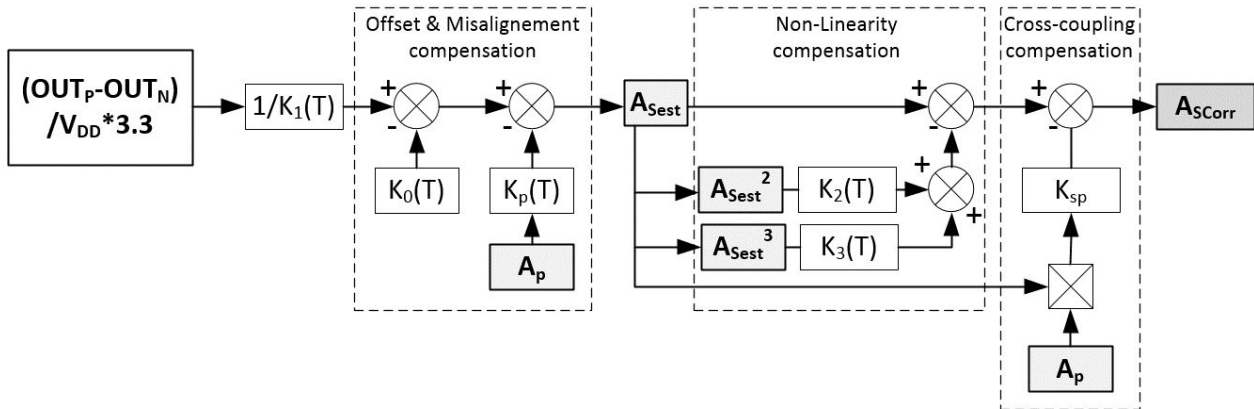 Offset & Misalignement
compensation
Non-Linearity
compensation
Cross-coupling
compensation
(OUTP-OUTN)
/VDD*3.3
1/K1(T)
+
-
+
-
ASest
+
-
+
-
ASCorr
K0(T)
Kp(T)
ASest2
K2(T)
+
+
Ksp
Ap
ASest3
K3(T)
Ap